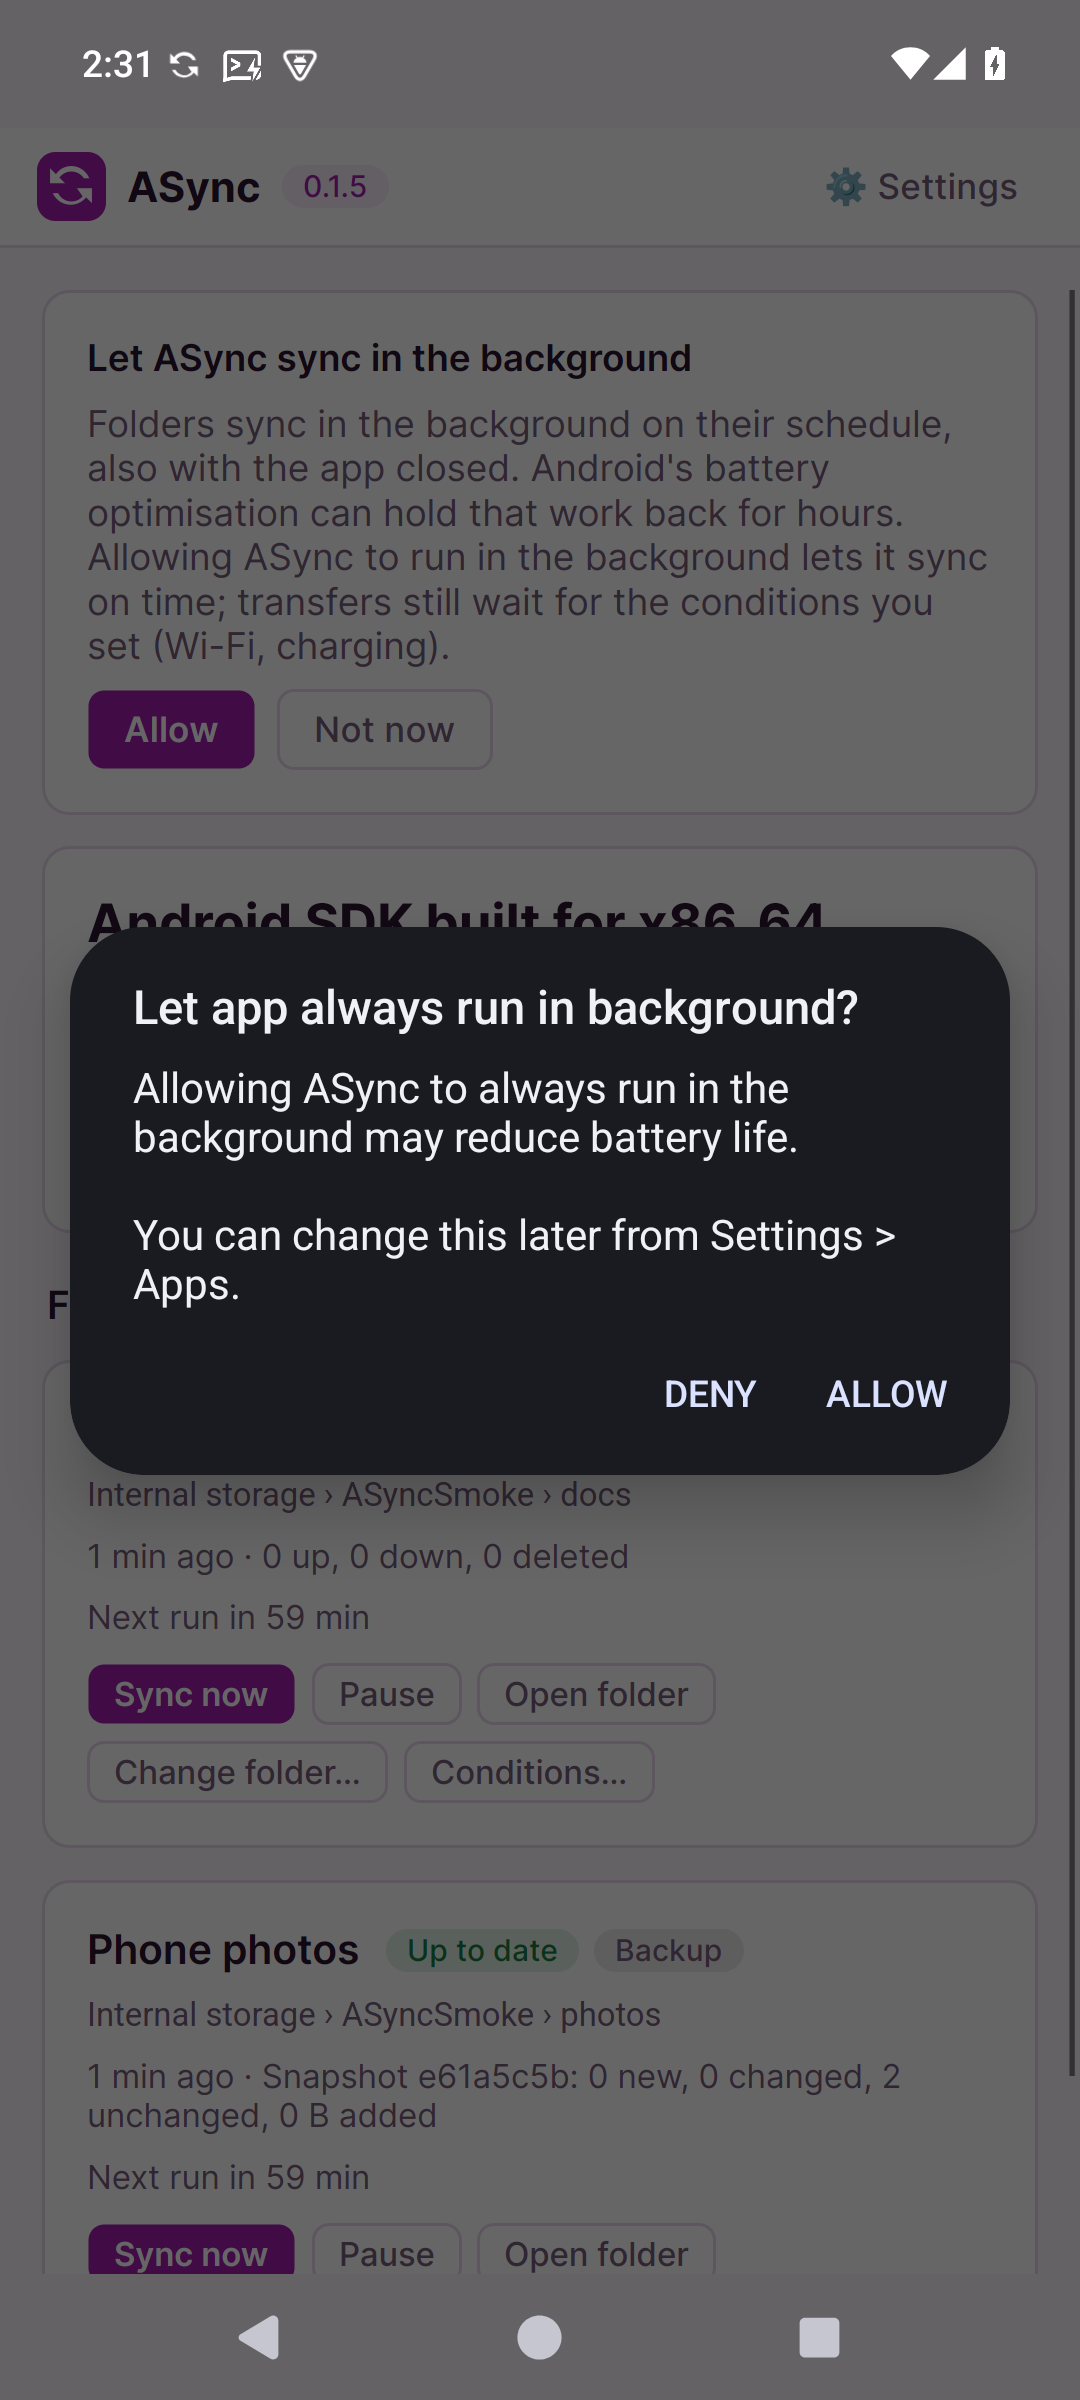 2:31
ASync 0.1.5 Settings
Let ASync sync in the background
Folders sync in the background on their schedule,
also with the app closed. Android's battery
optimisation can hold that work back for hours.
Allowing ASync to run in the background lets it sync
on time; transfers still wait for the conditions you
set (Wi-Fi, charging).
Allow Not now
Android SDK built for x86_64
Let app always run in background?
Allowing ASync to always run in the
background may reduce battery life.
You can change this later from Settings >
Apps.
DENY ALLOW
Internal storage › ASyncSmoke › docs
1 min ago · 0 up, 0 down, 0 deleted
Next run in 59 min
Sync now Pause Open folder
Change folder... Conditions...
Phone photos Up to date Backup
Internal storage › ASyncSmoke › photos
1 min ago · Snapshot e61a5c5b: 0 new, 0 changed, 2
unchanged, 0 B added
Next run in 59 min
Sync now Pause Open folder